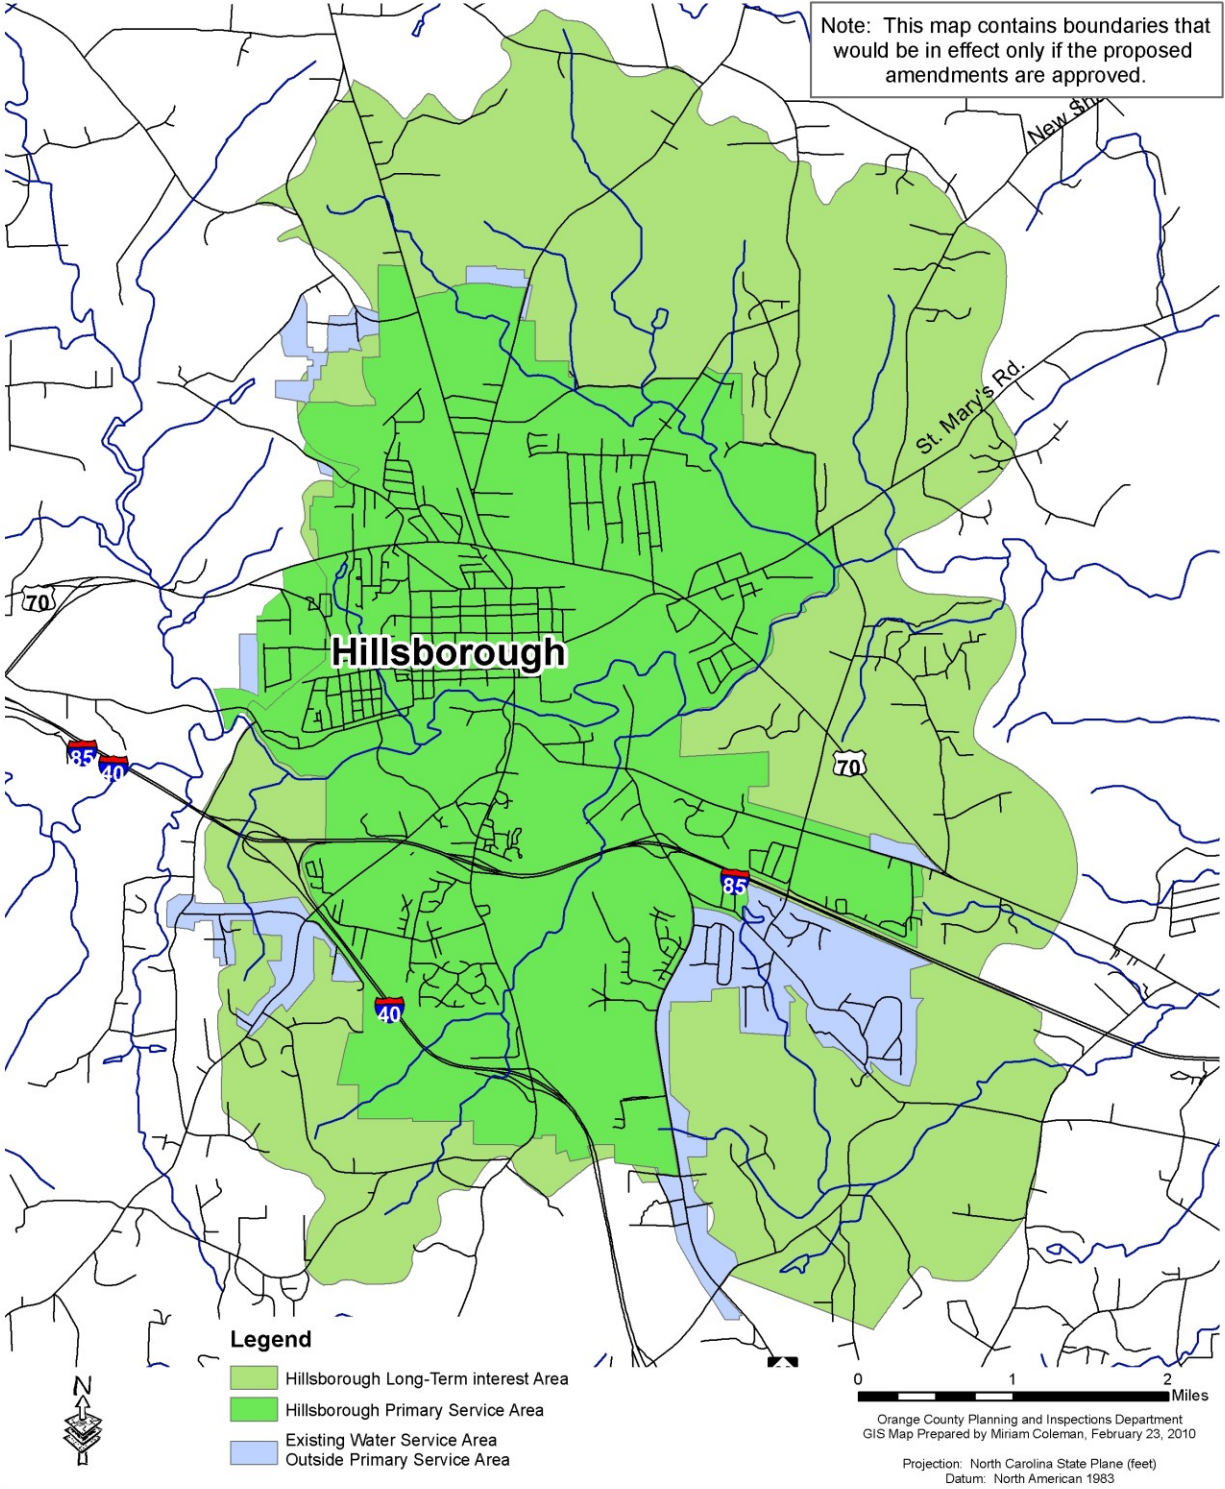 Note: This map contains boundaries that
would be in effect only if the proposed
amendments are approved.
New
St. Mary's Rd.
70
Hillsborough
85
40
70
85
40
Legend
Hillsborough Long-Term interest Area
Hillsborough Primary Service Area
Existing Water Service Area
Outside Primary Service Area
N
0 1 2
Miles
Orange County Planning and Inspections Department
GIS Map Prepared by Miriam Coleman, February 23, 2010
Projection: North Carolina State Plane (feet)
Datum: North American 1983